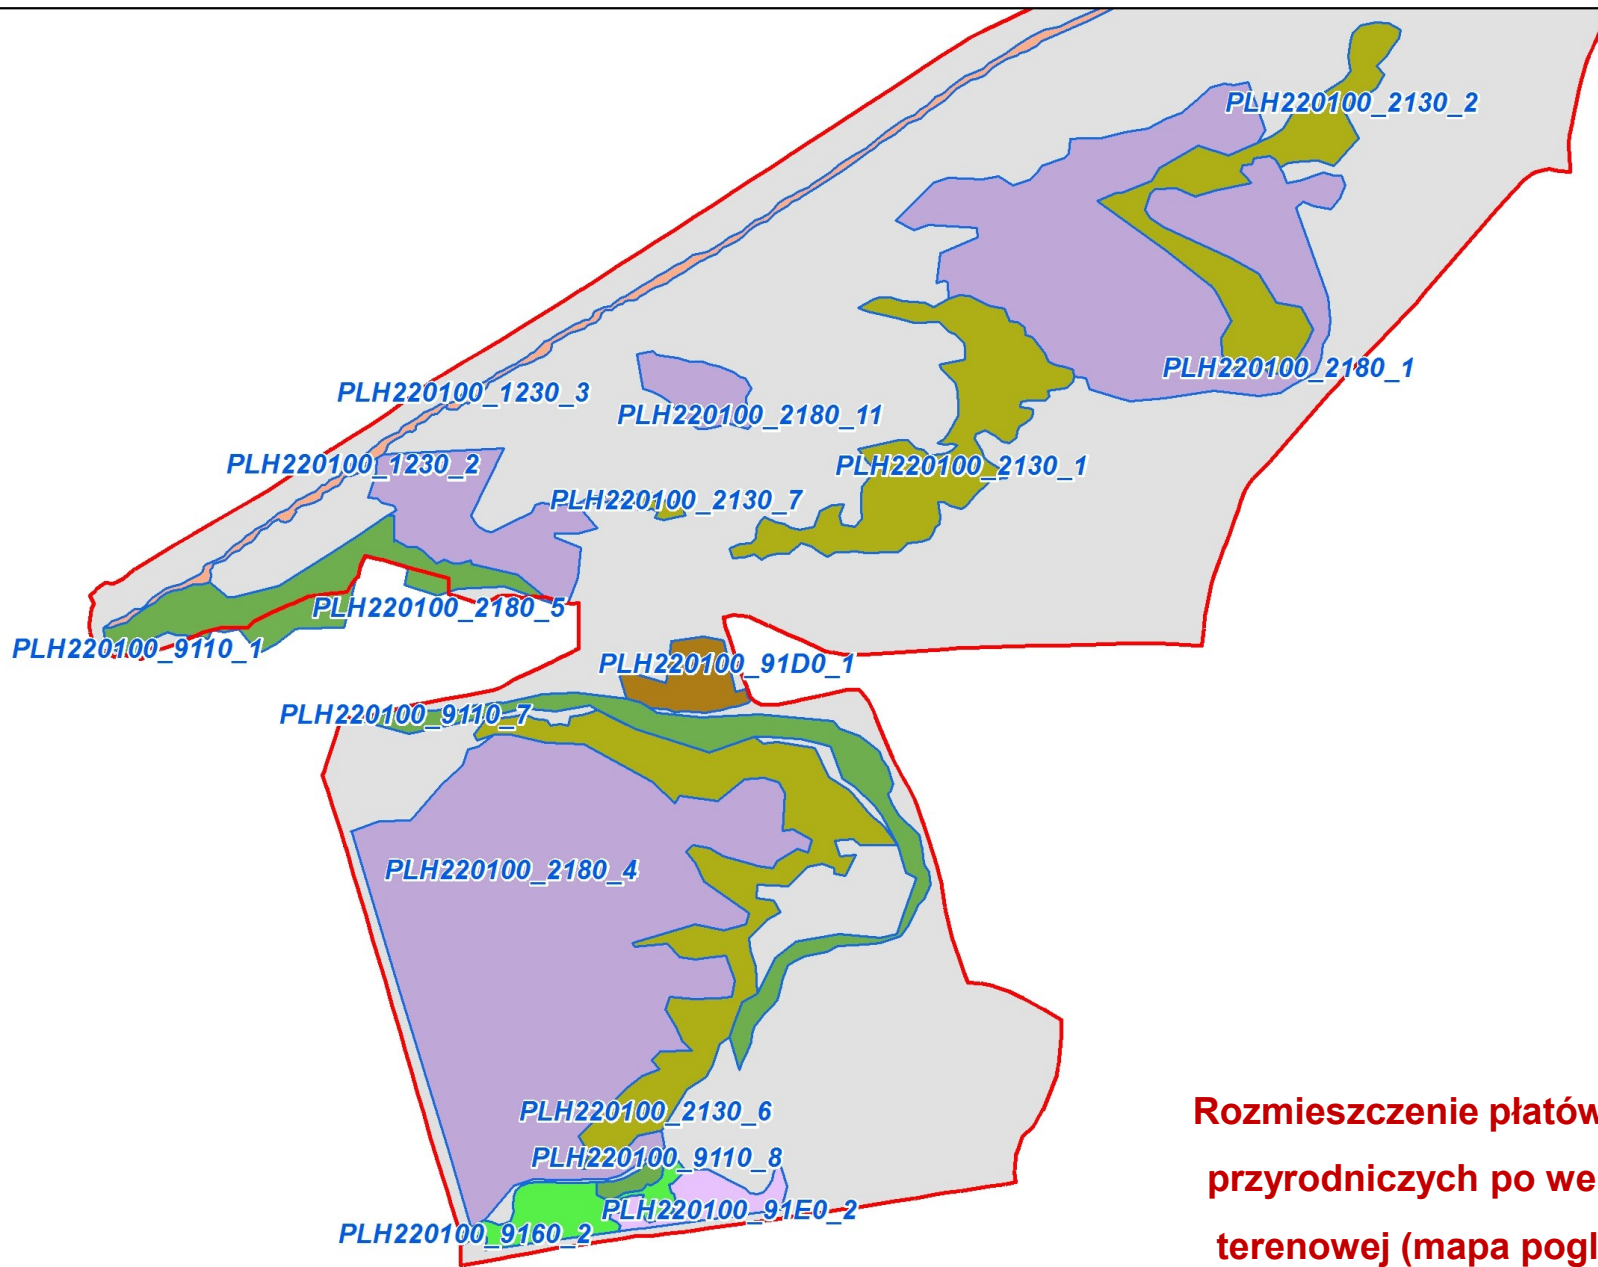 PLH220100_2130_2
PLH220100_2180_1
PLH220100_1230_3
PLH220100_2180_11
PLH220100_1230_2
PLH220100_2130_1
PLH220100_2130_7
PLH220100_2180_5
PLH220100_9110_1
PLH220100_91D0_1
PLH220100_9110_7
PLH220100_2180_4
PLH220100_2130_6
PLH220100_9110_8
PLH220100_91E0_2
PLH220100_9160_2
Rozmieszczenie płatów
przyrodniczych po we
terenowej (mapa pogl